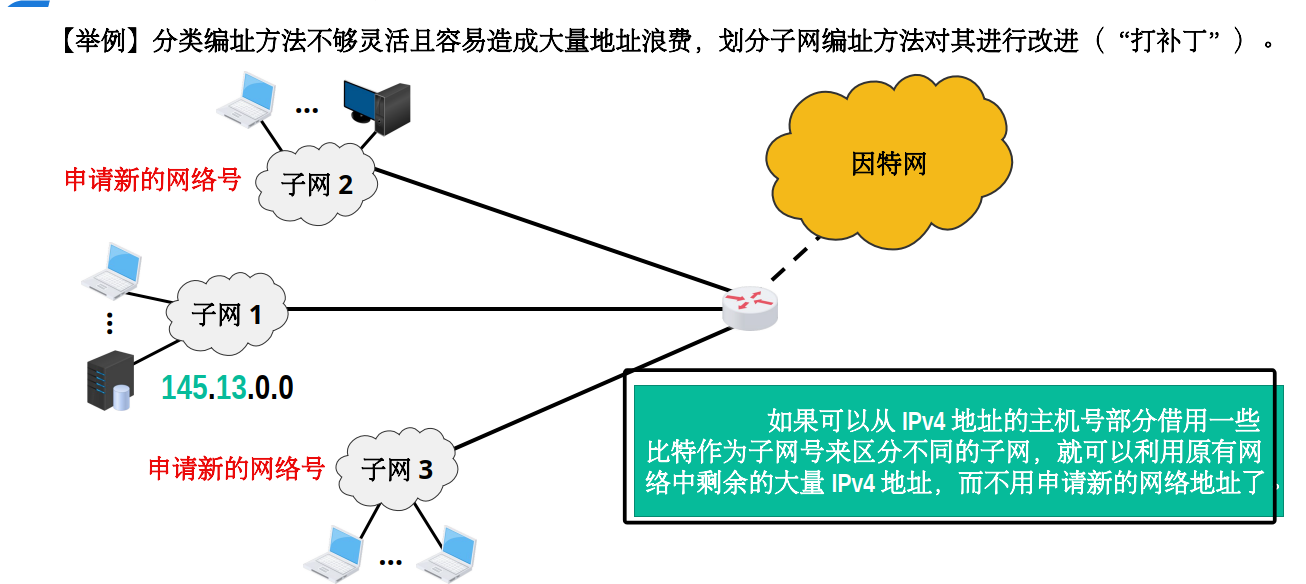 【举例】分类编址方法不够灵活且容易造成大量地址浪费，划分子网编址方法对其进行改进（“打补丁”）。
...
因特网
申请新的网络号
子网 2
子网 1
...
145.13.0.0
如果可以从 IPv4 地址的主机号部分借用一些
比特作为子网号来区分不同的子网，就可以利用原有网
络中剩余的大量 IPv4 地址，而不用申请新的网络地址了。
申请新的网络号
子网 3
...